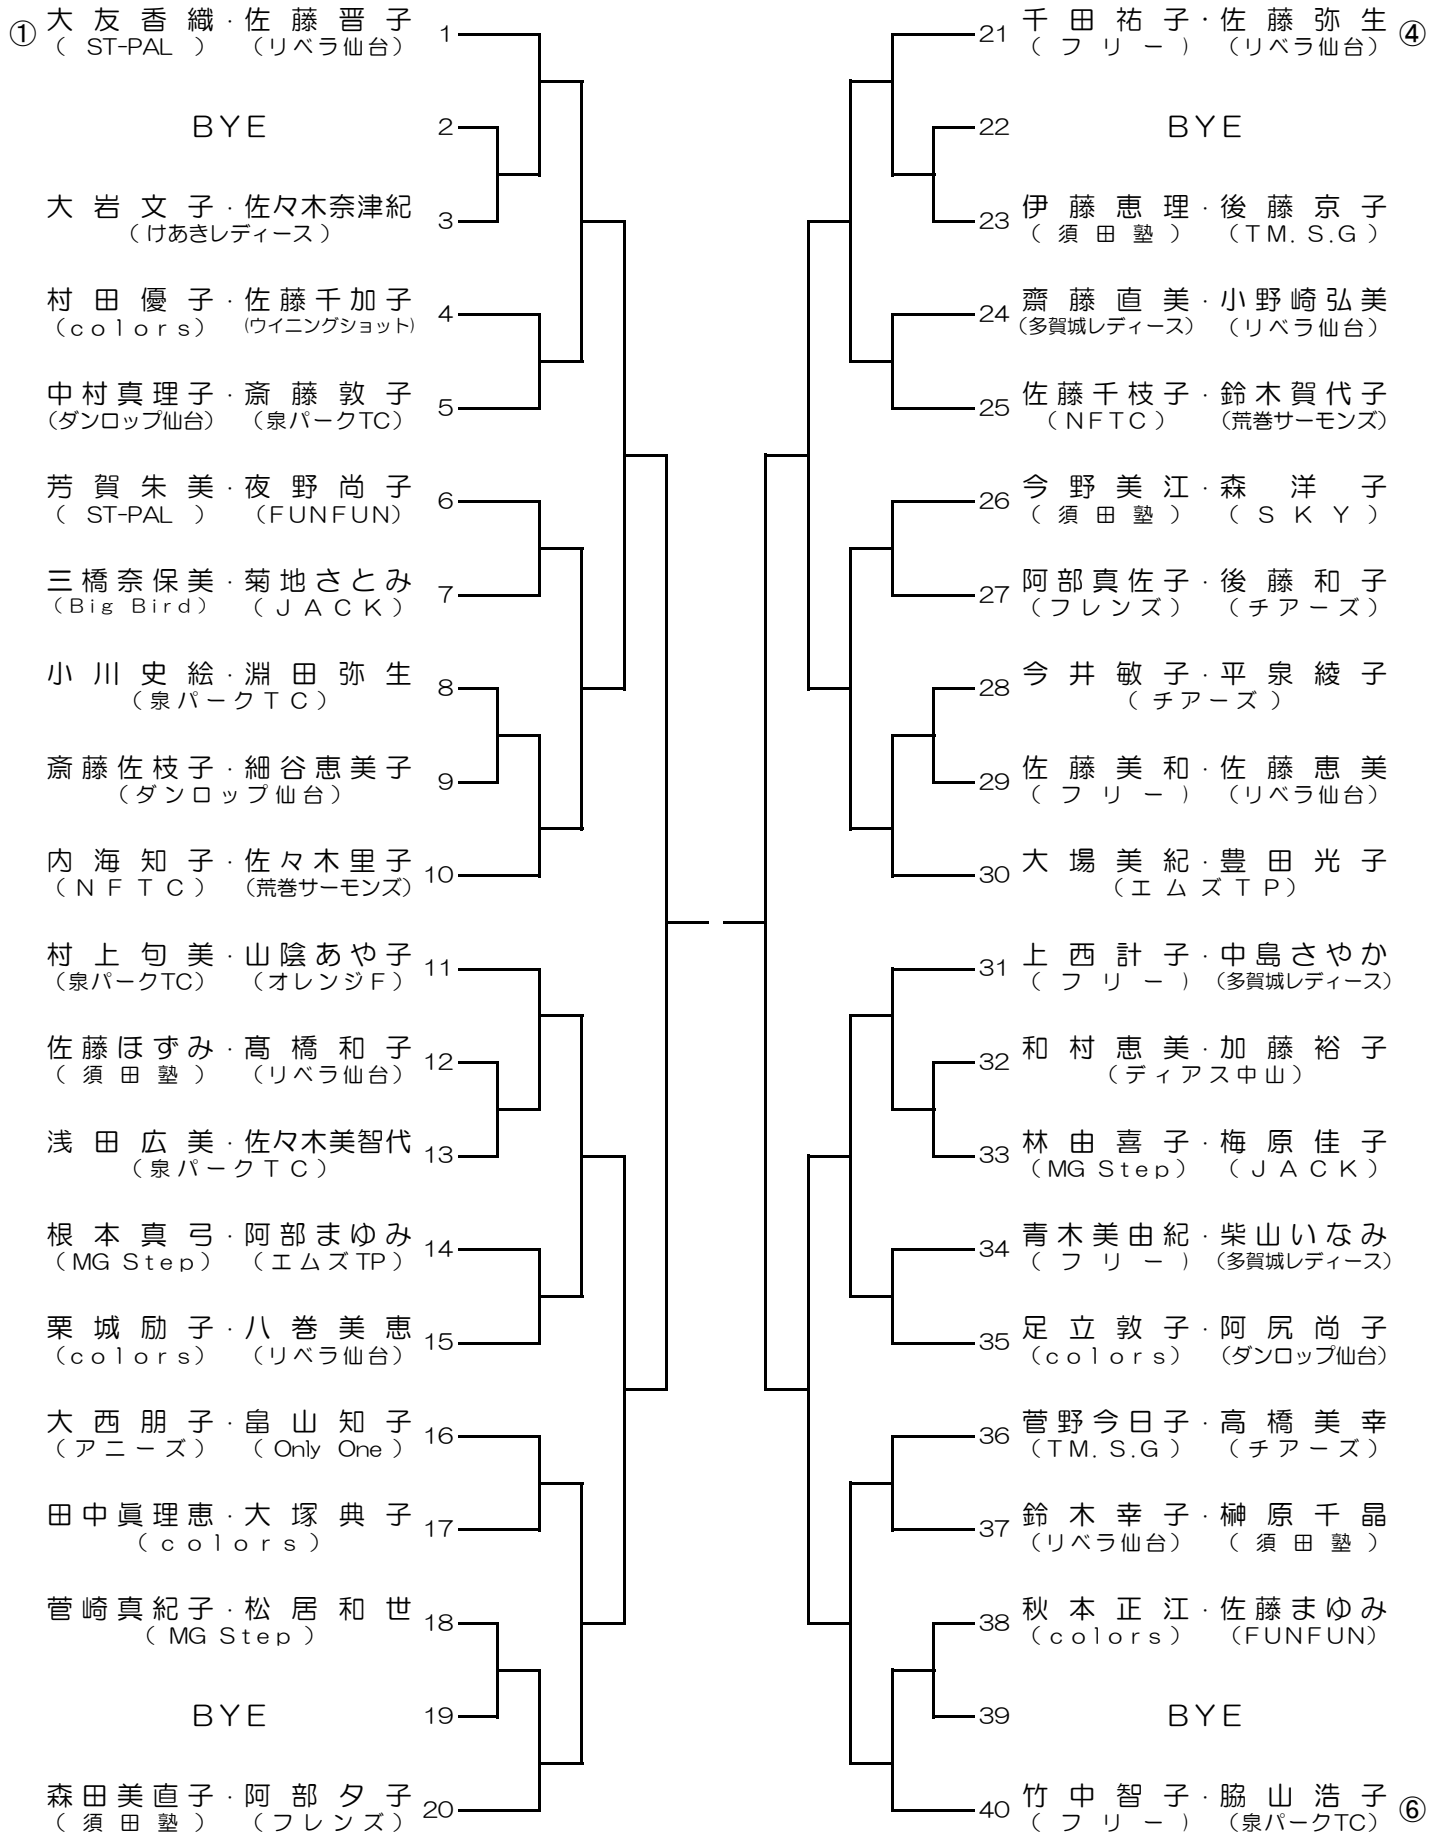 ① 大友香織・佐藤晋子 1
(ST-PAL) (リベラ仙台)
BYE 2
大岩文子・佐々木奈津紀 3
(けあきレディース)
村田優子・佐藤千加子 4
(colors) (ウイニングショット)
中村真理子・斎藤敦子 5
(ダンロップ仙台) (泉パークTC)
芳賀朱美・夜野尚子 6
(ST-PAL) (FUNFUN)
三橋奈保美・菊地さとみ 7
(Big Bird) (JACK)
小川史絵・淵田弥生 8
(泉パークTC)
斎藤佐枝子・細谷恵美子 9
(ダンロップ仙台)
内海知子・佐々木里子 10
(NFTC) (荒巻サーモンズ)
村上句美・山陰あや子 11
(泉パークTC) (オレンジF)
佐藤ほずみ・髙橋和子 12
(須田塾) (リベラ仙台)
浅田広美・佐々木美智代 13
(泉パークTC)
根本真弓・阿部まゆみ 14
(MG Step) (エムズTP)
栗城励子・八巻美恵 15
(colors) (リベラ仙台)
大西朋子・畠山知子 16
(アニーズ) (Only One)
田中眞理恵・大塚典子 17
(colors)
菅崎真紀子・松居和世 18
(MG Step)
BYE 19
森田美直子・阿部夕子 20
(須田塾) (フレンズ)
21 千田祐子・佐藤弥生 ④
(フリー) (リベラ仙台)
22 BYE
23 伊藤恵理・後藤京子
(須田塾) (TM.S.G)
24 齋藤直美・小野崎弘美
(多賀城レディース) (リベラ仙台)
25 佐藤千枝子・鈴木賀代子
(NFTC) (荒巻サーモンズ)
26 今野美江・森洋子
(須田塾) (SKY)
27 阿部真佐子・後藤和子
(フレンズ) (チアーズ)
28 今井敏子・平泉綾子
(チアーズ)
29 佐藤美和・佐藤恵美
(フリー) (リベラ仙台)
30 大場美紀・豊田光子
(エムズTP)
31 上西計子・中島さやか
(フリー) (多賀城レディース)
32 和村恵美・加藤裕子
(ディアス中山)
33 林由喜子・梅原佳子
(MG Step) (JACK)
34 青木美由紀・柴山いなみ
(フリー) (多賀城レディース)
35 足立敦子・阿尻尚子
(colors) (ダンロップ仙台)
36 菅野今日子・高橋美幸
(TM.S.G) (チアーズ)
37 鈴木幸子・榊原千晶
(リベラ仙台) (須田塾)
38 秋本正江・佐藤まゆみ
(colors) (FUNFUN)
39 BYE
40 竹中智子・脇山浩子 ⑥
(フリー) (泉パークTC)